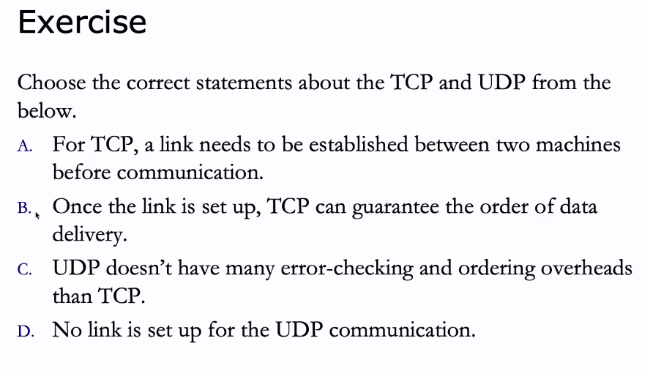 Exercise
Choose the correct statements about the TCP and UDP from the
below.
A. For TCP, a link needs to be established between two machines
before communication.
B. Once the link is set up, TCP can guarantee the order of data
delivery.
C. UDP doesn't have many error-checking and ordering overheads
than TCP.
D. No link is set up for the UDP communication.